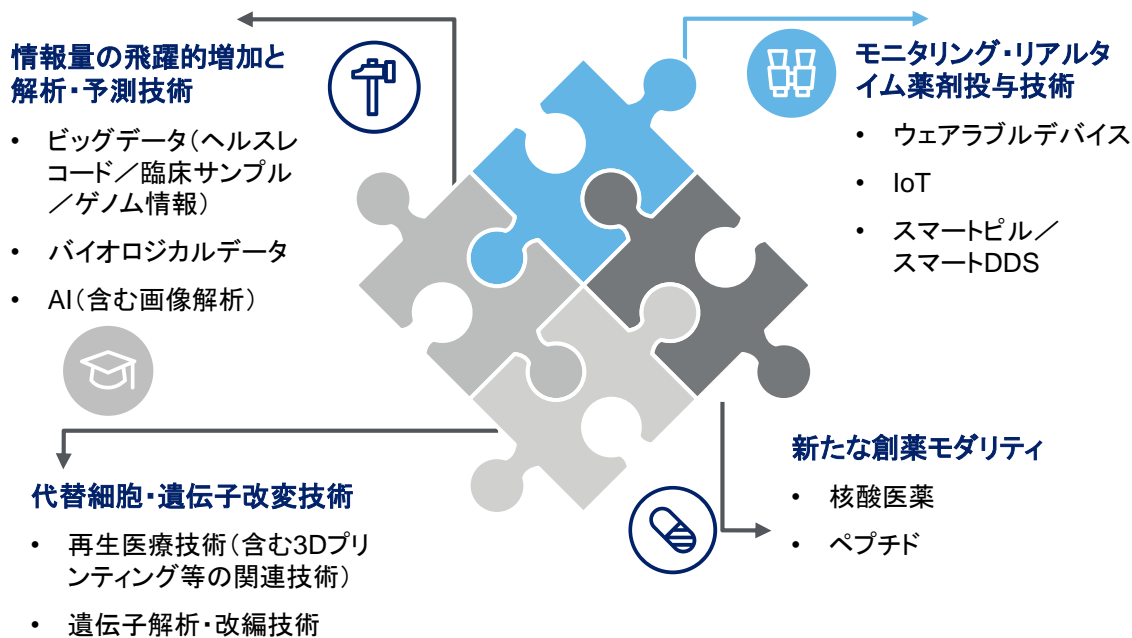 情報量の飛躍的増加と
解析・予測技術
• ビッグデータ（ヘルスレ
コード／臨床サンプル
／ゲノム情報）
• バイオロジカルデータ
• AI（含む画像解析）
モニタリング・リアルタ
イム薬剤投与技術
• ウェアラブルデバイス
• IoT
• スマートピル／
スマートDDS
代替細胞・遺伝子改変技術
• 再生医療技術（含む3Dプリ
ンティング等の関連技術）
• 遺伝子解析・改編技術
新たな創薬モダリティ
• 核酸医薬
• ペプチド